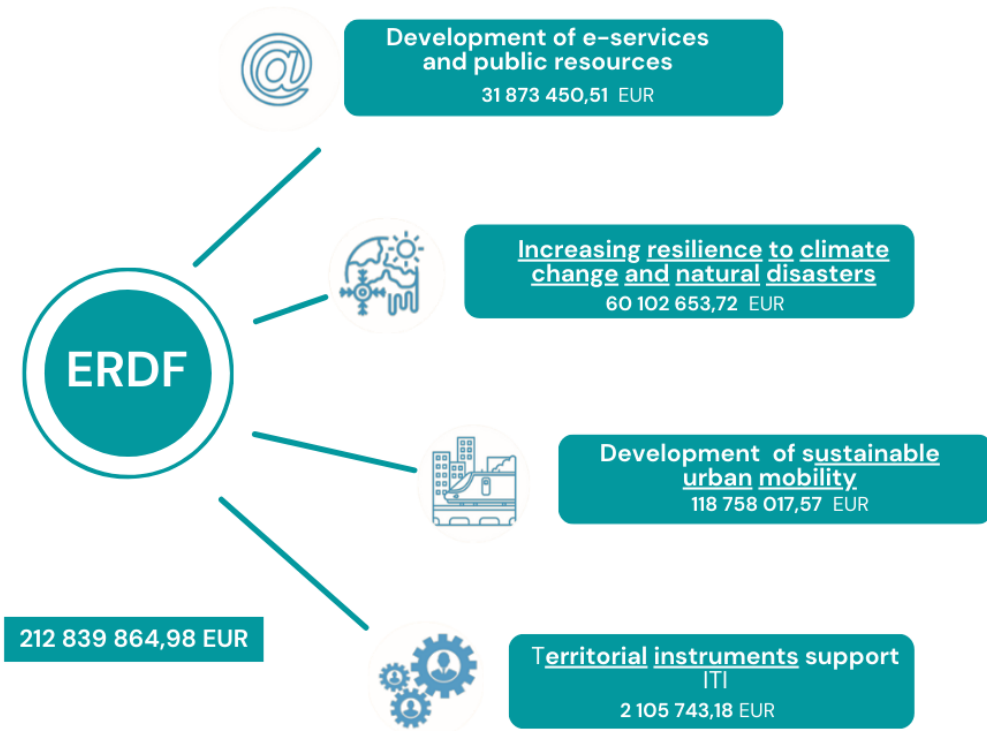 @
Development of e-services
and public resources
31 873 450,51 EUR
Increasing resilience to climate
change and natural disasters
60 102 653,72 EUR
ERDF
Development of sustainable
urban mobility
118 758 017,57 EUR
212 839 864,98 EUR
Territorial instruments support
ITI
2 105 743,18 EUR